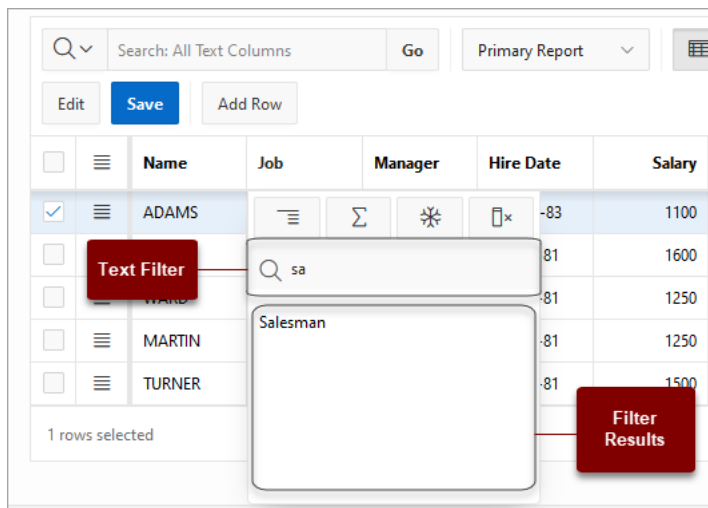 Search: All Text Columns
Go
Primary Report
Edit
Save
Add Row
Name
Job
Manager
Hire Date
Salary
ADAMS
-83
1100
Text Filter
sa
-81
1600
WARD
-81
1250
Salesman
MARTIN
-81
1250
TURNER
-81
1500
1 rows selected
Filter
Results